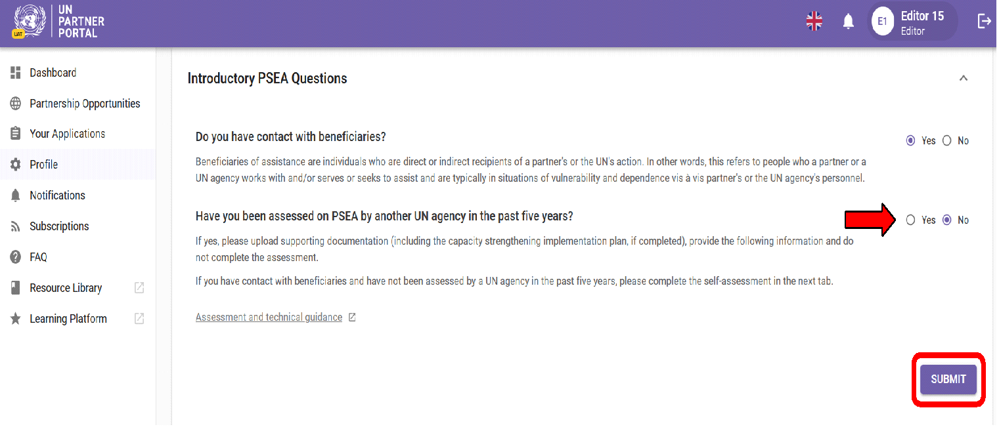 UN
PARTNER
PORTAL
UAT
E1
Editor 15
Editor
Dashboard
Partnership Opportunities
Your Applications
Profile
Notifications
Subscriptions
FAQ
Resource Library
Learning Platform
Introductory PSEA Questions
Do you have contact with beneficiaries?
Yes No
Beneficiaries of assistance are individuals who are direct or indirect recipients of a partner's or the UN's action. In other words, this refers to people who a partner or a
UN agency works with and/or serves or seeks to assist and are typically in situations of vulnerability and dependence vis à vis partner's or the UN agency's personnel.
Have you been assessed on PSEA by another UN agency in the past five years?
Yes No
If yes, please upload supporting documentation (including the capacity strengthening implementation plan, if completed), provide the following information and do
not complete the assessment.
If you have contact with beneficiaries and have not been assessed by a UN agency in the past five years, please complete the self-assessment in the next tab.
Assessment and technical guidance
SUBMIT